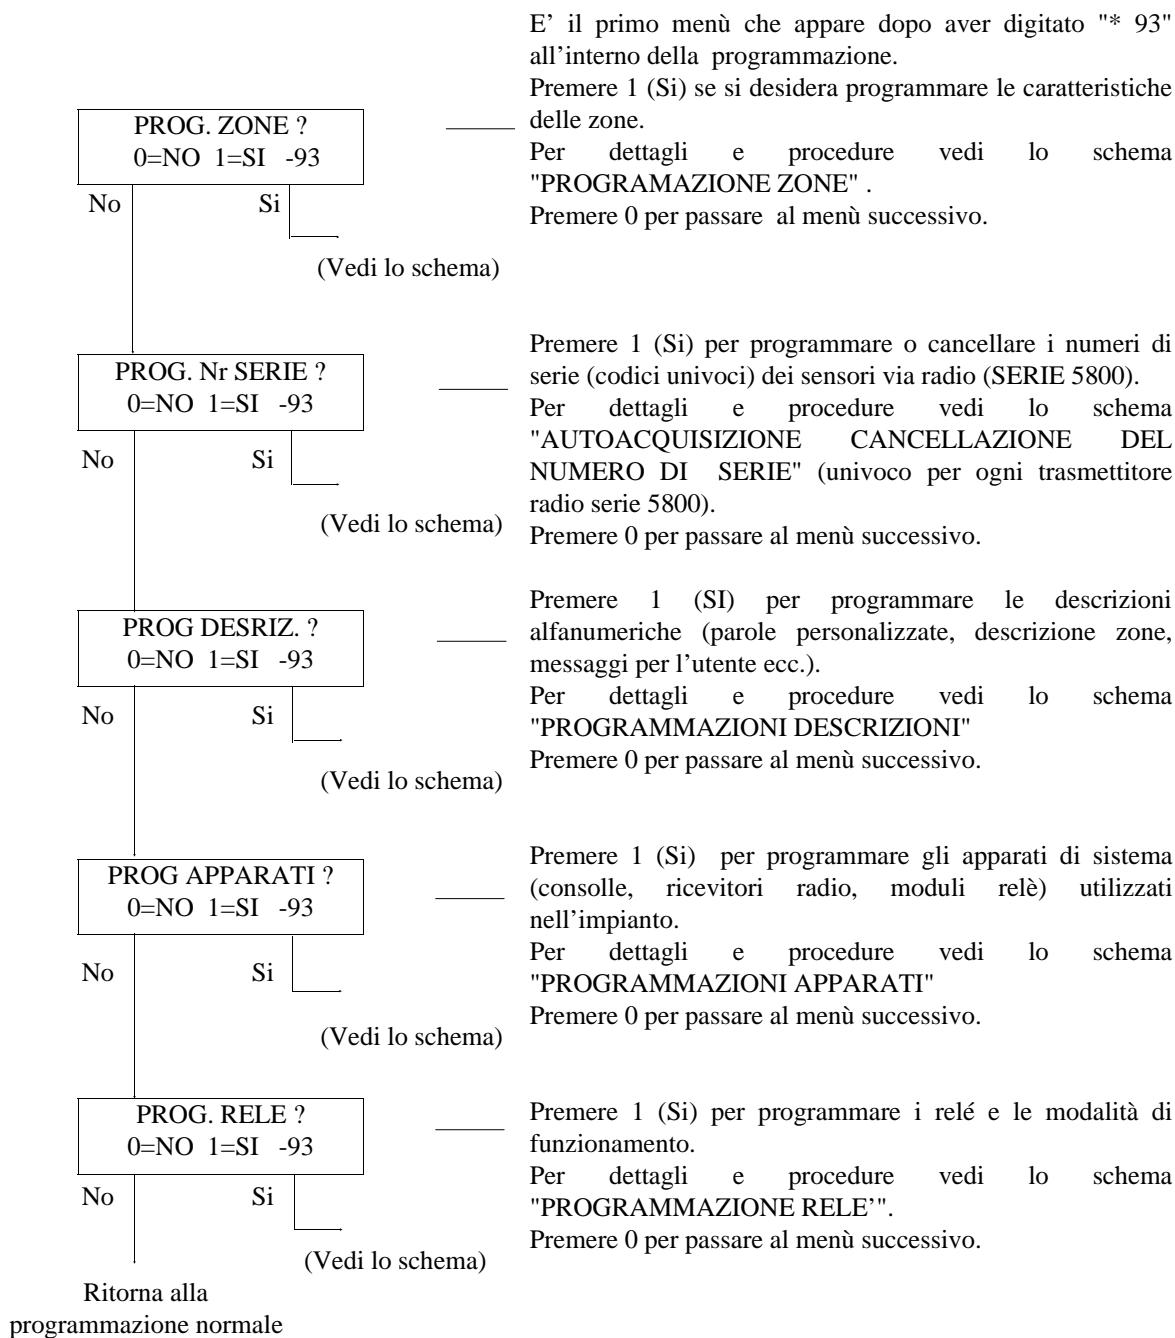 E’ il primo menù che appare dopo aver digitato "* 93"
all’interno della programmazione.
Premere 1 (Si) se si desidera programmare le caratteristiche
delle zone.
Per dettagli e procedure vedi lo schema
"PROGRAMAZIONE ZONE" .
Premere 0 per passare al menù successivo.
PROG. ZONE ?
0=NO 1=SI -93
No Si
(Vedi lo schema)
Premere 1 (Si) per programmare o cancellare i numeri di
serie (codici univoci) dei sensori via radio (SERIE 5800).
Per dettagli e procedure vedi lo schema
"AUTOACQUISIZIONE CANCELLAZIONE DEL
NUMERO DI SERIE" (univoco per ogni trasmettitore
radio serie 5800).
Premere 0 per passare al menù successivo.
PROG. Nr SERIE ?
0=NO 1=SI -93
No Si
(Vedi lo schema)
Premere 1 (SI) per programmare le descrizioni
alfanumeriche (parole personalizzate, descrizione zone,
messaggi per l’utente ecc.).
Per dettagli e procedure vedi lo schema
"PROGRAMMAZIONI DESCRIZIONI"
Premere 0 per passare al menù successivo.
PROG DESRIZ. ?
0=NO 1=SI -93
No Si
(Vedi lo schema)
Premere 1 (Si) per programmare gli apparati di sistema
(consolle, ricevitori radio, moduli relè) utilizzati
nell’impianto.
Per dettagli e procedure vedi lo schema
"PROGRAMMAZIONI APPARATI"
Premere 0 per passare al menù successivo.
PROG APPARATI ?
0=NO 1=SI -93
No Si
(Vedi lo schema)
Premere 1 (Si) per programmare i relé e le modalità di
funzionamento.
Per dettagli e procedure vedi lo schema
"PROGRAMMAZIONE RELE’".
Premere 0 per passare al menù successivo.
PROG. RELE ?
0=NO 1=SI -93
No Si
(Vedi lo schema)
Ritorna alla
programmazione normale